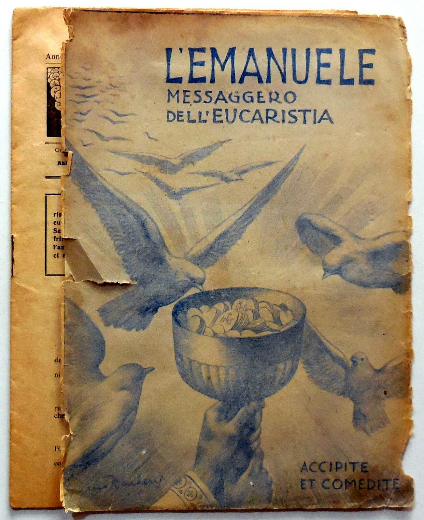 L'EMANUELE
MESSAGGERO
DELL'EUCARISTIA
ACCIPITE
ET COMEDITE